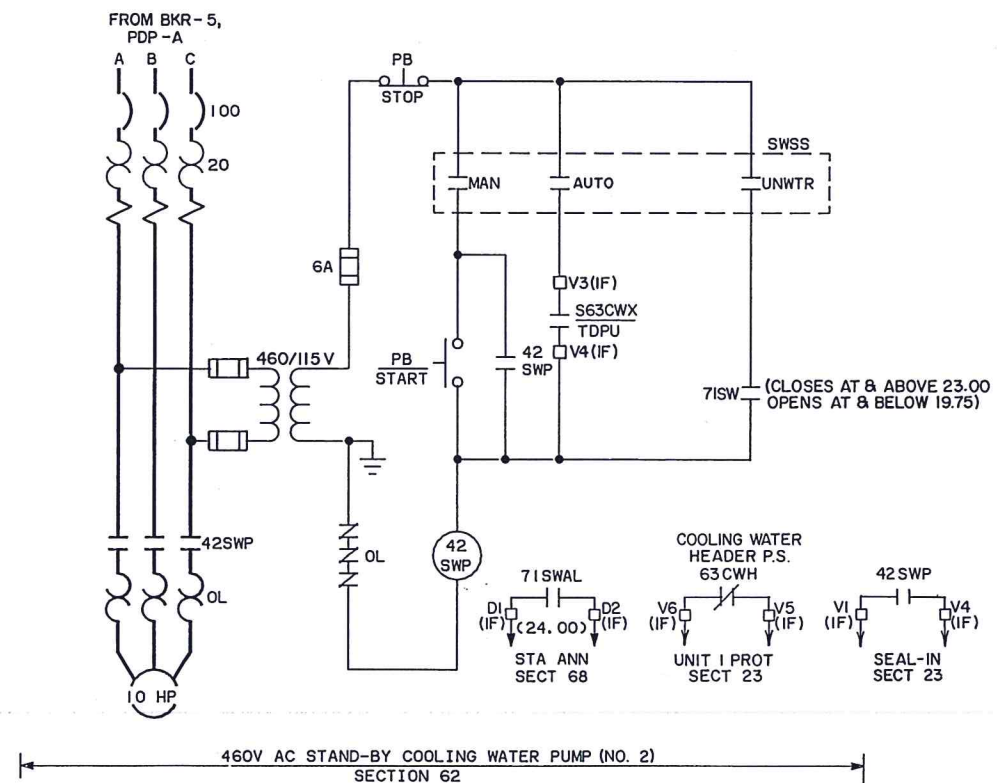 FROM BKR-5,
PDP-A
A B C
100
20
PB
STOP
SWSS
MAN
AUTO
UNWTR
6A
V3(IF)
S63CWX
TDPU
V4(IF)
460/115V
PB
START
42
SWP
71SW
(CLOSES AT & ABOVE 23.00
OPENS AT & BELOW 19.75)
42SWP
OL
10 HP
OL
42
SWP
71SWAL
D1
(IF)
D2
(IF)
(24.00)
STA ANN
SECT 68
COOLING WATER
HEADER P.S.
63CWH
V6
(IF)
V5
(IF)
UNIT 1 PROT
SECT 23
42SWP
V1
(IF)
V4
(IF)
SEAL-IN
SECT 23
460V AC STAND-BY COOLING WATER PUMP (NO. 2)
SECTION 62